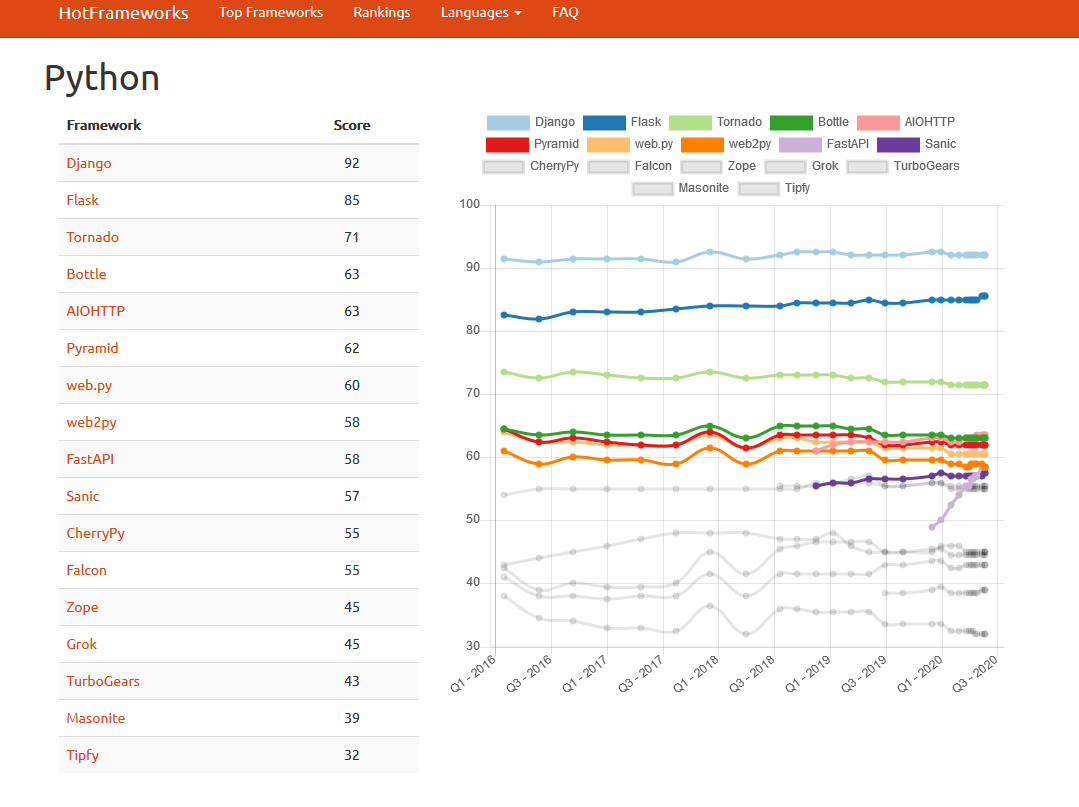 HotFrameworks Top Frameworks Rankings Languages FAQ
Python
Framework Score
Django 92
Flask 85
Tornado 71
Bottle 63
AIOHTTP 63
Pyramid 62
web.py 60
web2py 58
FastAPI 58
Sanic 57
CherryPy 55
Falcon 55
Zope 45
Grok 45
TurboGears 43
Masonite 39
Tipfy 32
Django Flask Tornado Bottle AIOHTTP
Pyramid web.py web2py FastAPI Sanic
CherryPy Falcon Zope Grok TurboGears
Masonite Tipfy
100
90
80
70
60
50
40
30
Q1 - 2016 Q3 - 2016 Q1 - 2017 Q3 - 2017 Q1 - 2018 Q3 - 2018 Q1 - 2019 Q3 - 2019 Q1 - 2020 Q3 - 2020